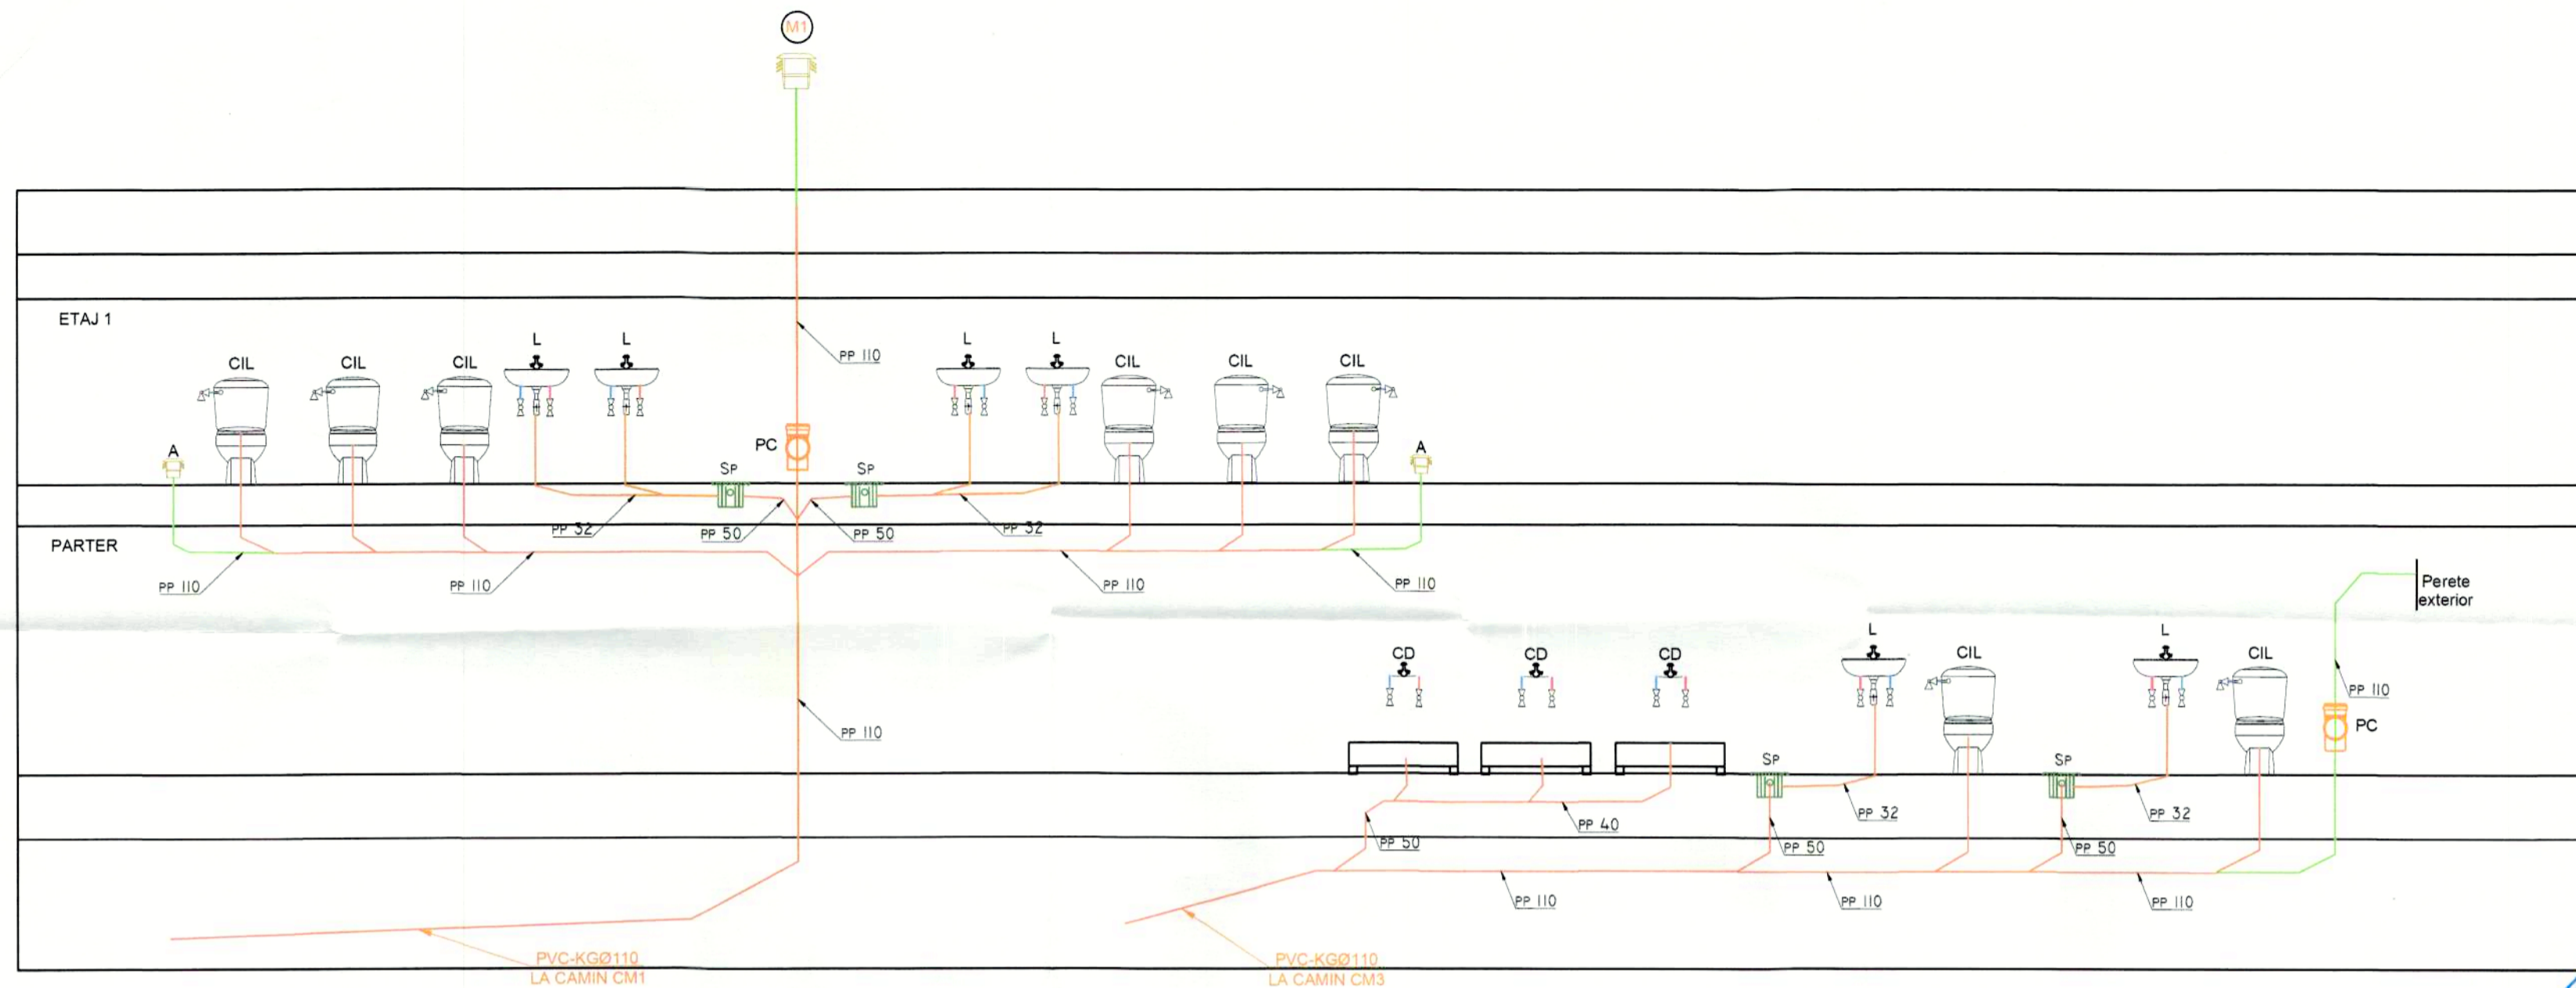 M1
ETAJ 1
PP 110
L
L
L
L
CIL
CIL
CIL
CIL
CIL
CIL
PC
A
A
SP
SP
PP 32
PP 50
PP 50
PP 32
PARTER
PP 110
PP 110
PP 110
PP 110
Perete
exterior
L
L
CD
CD
CD
CIL
CIL
PP 110
PC
PP 110
SP
SP
PP 32
PP 32
PP 40
PP 50
PP 50
PP 50
PP 110
PP 110
PP 110
PVC-KGØ110
LA CAMIN CM1
PVC-KGØ110
LA CAMIN CM3